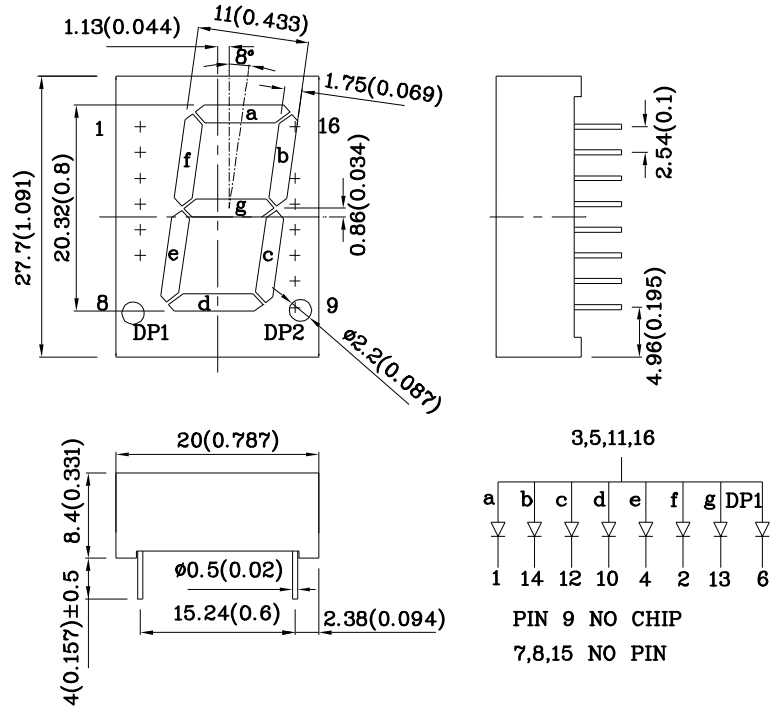 11(0.433)
1.13(0.044)
8°
1.75(0.069)
a
1
16
b
f
2.54(0.1)
0.86(0.034)
20.32(0.8)
27.7(1.091)
g
e
c
8
d
9
DP1
DP2
ø2.2(0.087)
4.96(0.195)
20(0.787)
8.4(0.331)
ø0.5(0.02)
4(0.157)±0.5
15.24(0.6)
2.38(0.094)
3,5,11,16
a b c d e f g DP1
1 14 12 10 4 2 13 6
PIN 9 NO CHIP
7,8,15 NO PIN